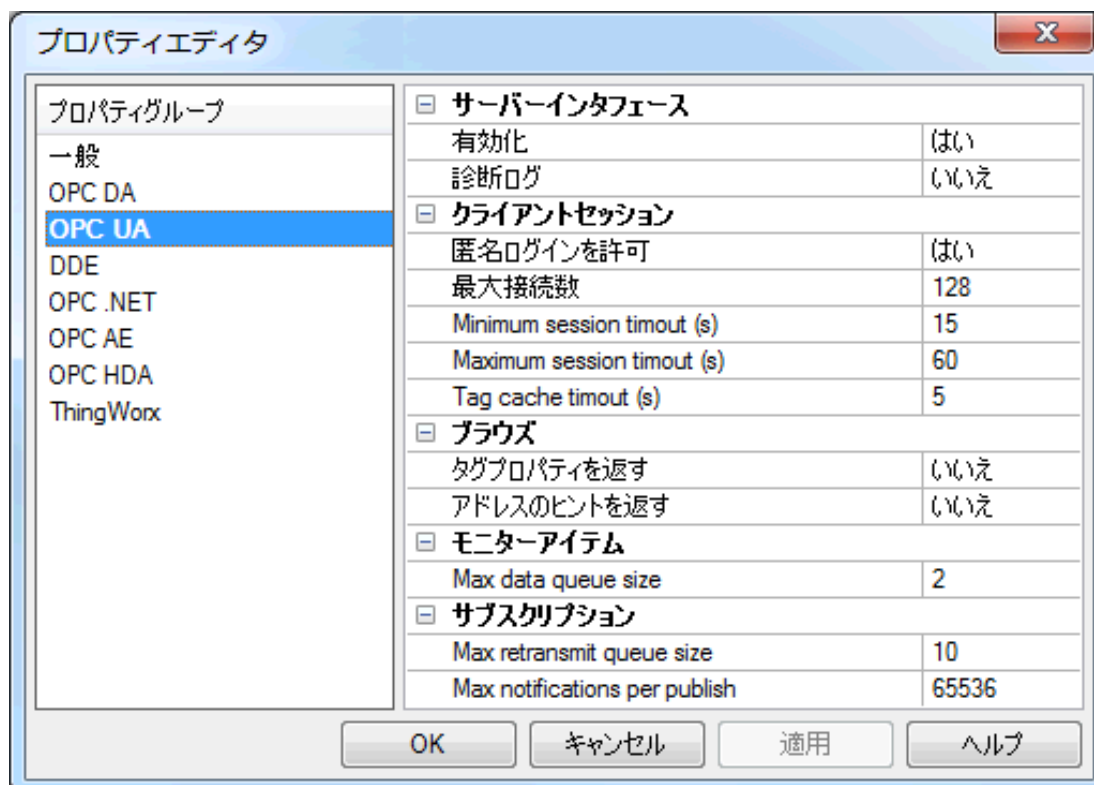 プロパティエディタ
プロパティグループ
一般
OPC DA
OPC UA
DDE
OPC .NET
OPC AE
OPC HDA
ThingWorx
サーバーインタフェース
有効化 はい
診断ログ いいえ
クライアントセッション
匿名ログインを許可 はい
最大接続数 128
Minimum session timout (s) 15
Maximum session timout (s) 60
Tag cache timout (s) 5
ブラウズ
タグプロパティを返す いいえ
アドレスのヒントを返す いいえ
モニターアイテム
Max data queue size 2
サブスクリプション
Max retransmit queue size 10
Max notifications per publish 65536
OK キャンセル 適用 ヘルプ